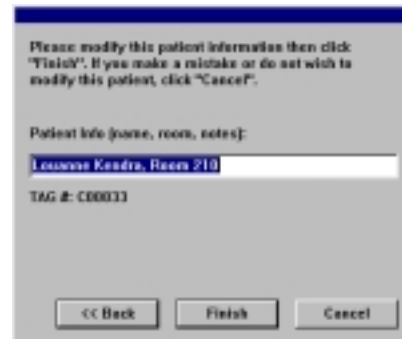 Please modify this patient information then click
"Finish". If you make a mistake or do not wish to
modify this patient, click "Cancel".
Patient Info (name, room, notes):
Louanne Kendra, Room 210
TAG #: C00033
<< Back
Finish
Cancel